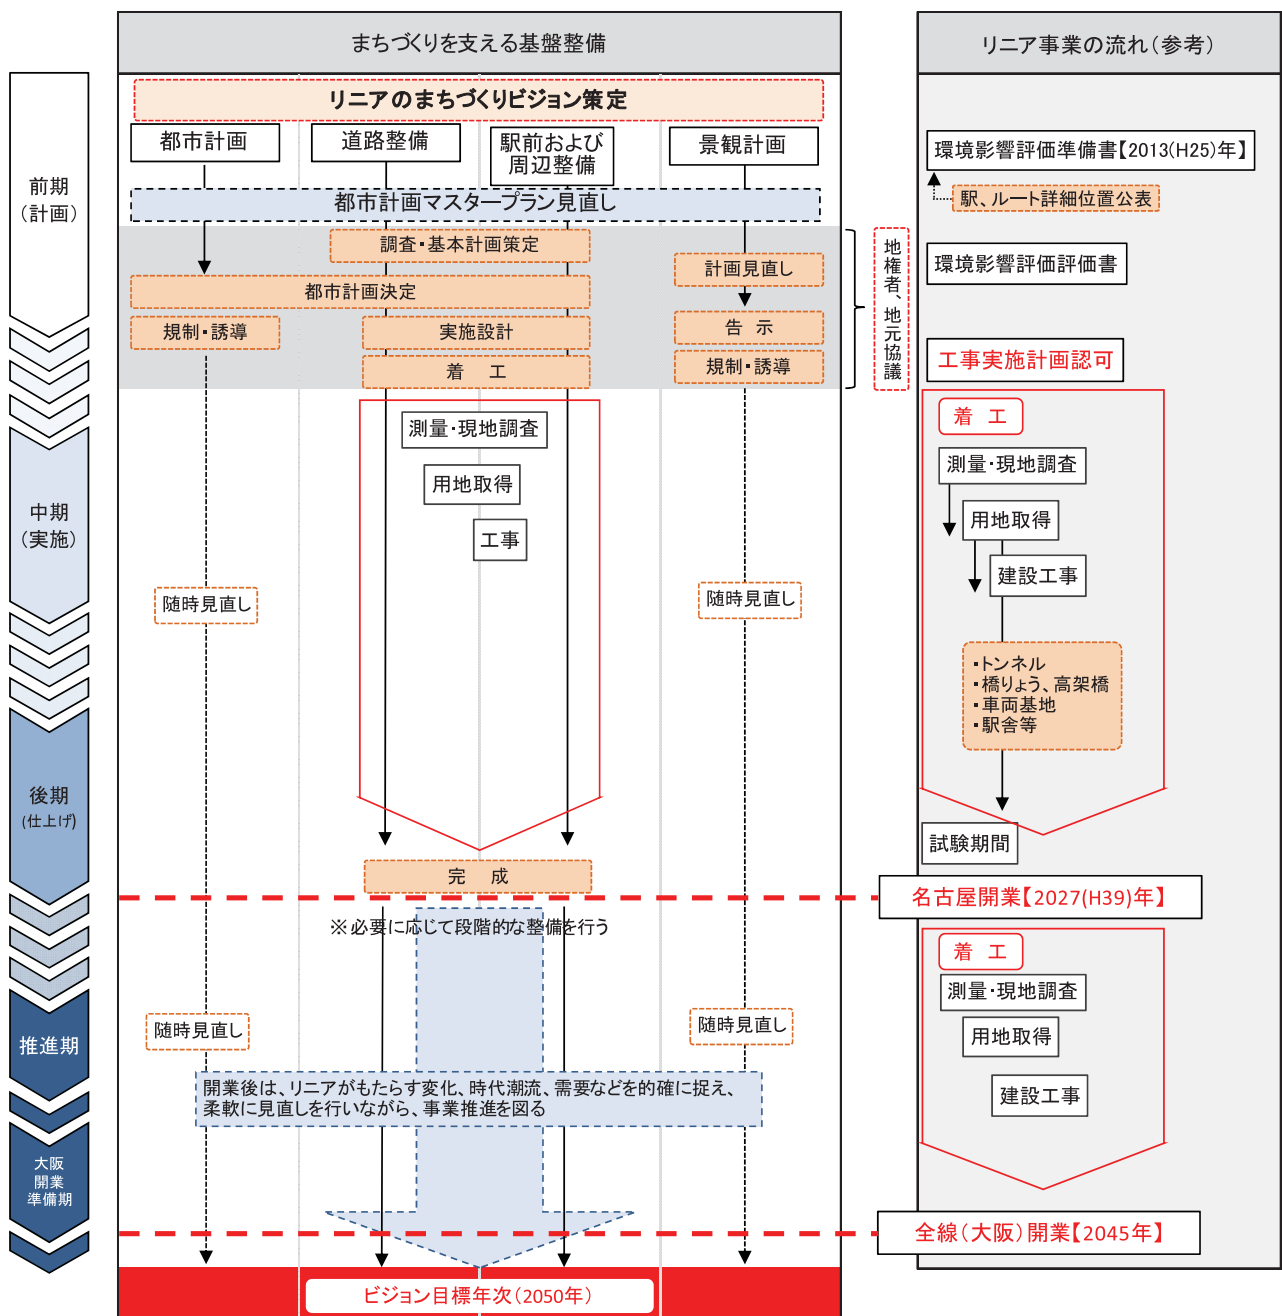 まちづくりを支える基盤整備
リニア事業の流れ（参考）
リニアのまちづくりビジョン策定
都市計画
道路整備
駅前および
周辺整備
景観計画
都市計画マスタープラン見直し
調査・基本計画策定
都市計画決定
計画見直し
規制・誘導
実施設計
告　示
着　工
規制・誘導
地権者、地元協議
前期
（計画）
中期
（実施）
後期
（仕上げ）
推進期
大阪
開業
準備期
測量・現地調査
用地取得
工事
随時見直し
随時見直し
完　成
※必要に応じて段階的な整備を行う
随時見直し
随時見直し
開業後は、リニアがもたらす変化、時代潮流、需要などを的確に捉え、
柔軟に見直しを行いながら、事業推進を図る
ビジョン目標年次（2050年）
環境影響評価準備書【2013(H25)年】
駅、ルート詳細位置公表
環境影響評価評価書
工事実施計画認可
着　工
測量・現地調査
用地取得
建設工事
・トンネル
・橋りょう、高架橋
・車両基地
・駅舎等
試験期間
名古屋開業【2027(H39)年】
着　工
測量・現地調査
用地取得
建設工事
全線（大阪）開業【2045年】